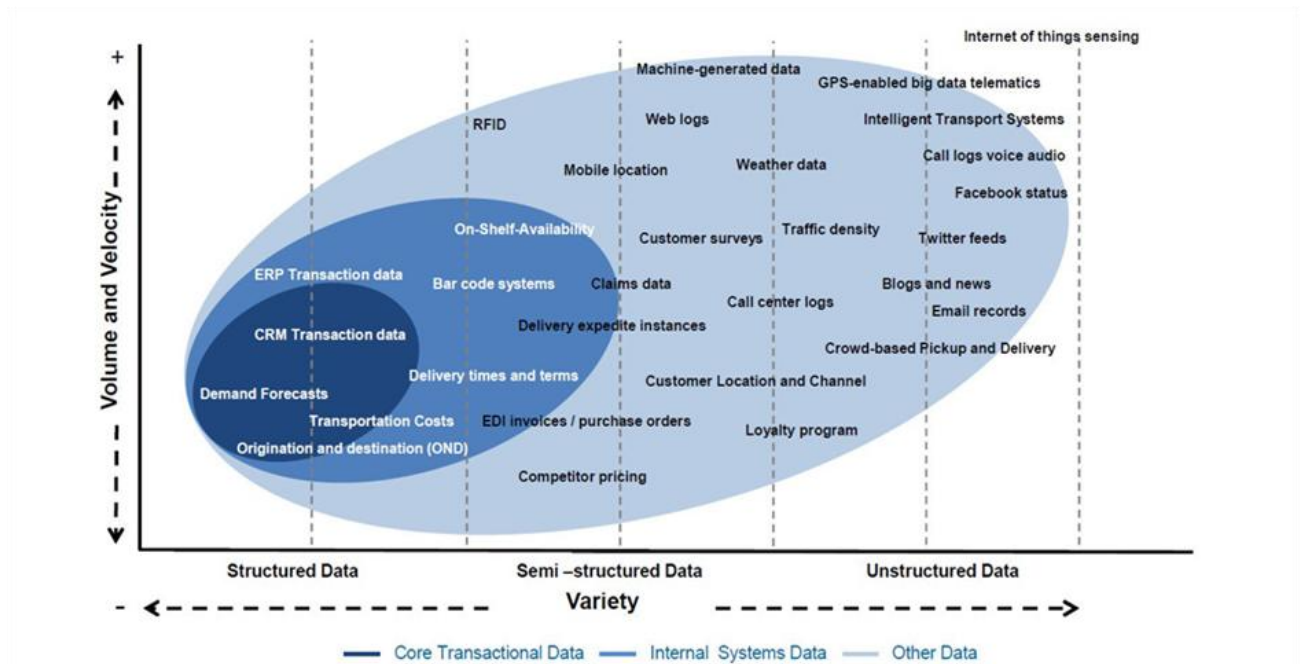 Internet of things sensing
+
Machine-generated data
GPS-enabled big data telematics
RFID
Web logs
Intelligent Transport Systems
Mobile location
Weather data
Call logs voice audio
Facebook status
Volume and Velocity
On-Shelf-Availability
Customer surveys
Traffic density
Twitter feeds
ERP Transaction data
Bar code systems
Claims data
Call center logs
Blogs and news
Email records
CRM Transaction data
Delivery expedite instances
Crowd-based Pickup and Delivery
Demand Forecasts
Delivery times and terms
Customer Location and Channel
Transportation Costs
EDI invoices / purchase orders
Loyalty program
Origination and destination (OND)
Competitor pricing
Structured Data
Semi –structured Data
Unstructured Data
-
Variety
Core Transactional Data
Internal Systems Data
Other Data